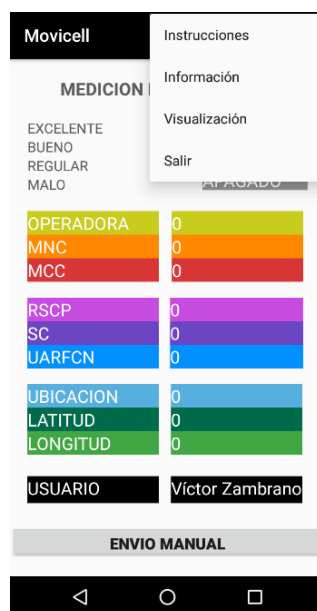 Movicell
Instrucciones
Información
Visualización
Salir
MEDICION
EXCELENTE
BUENO
REGULAR
MALO
APAGADO
OPERADORA 0
MNC 0
MCC 0
RSCP 0
SC 0
UARFCN 0
UBICACION 0
LATITUD 0
LONGITUD 0
USUARIO Víctor Zambrano
ENVIO MANUAL